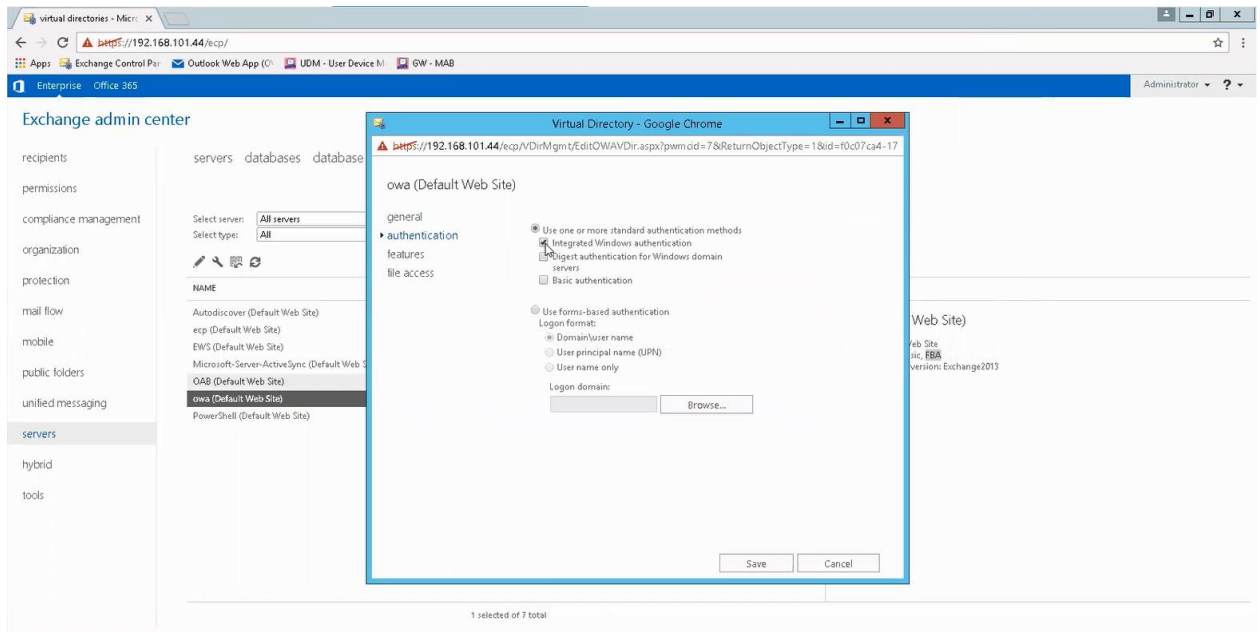 virtual directories - Micro
https://192.168.101.44/ecp/
Apps Exchange Control Par Outlook Web App (O UDM - User Device M GW - MAB
Enterprise Office 365
Administrator ?
Exchange admin center
recipients
permissions
compliance management
organization
protection
mail flow
mobile
public folders
unified messaging
servers
hybrid
tools
servers databases database
Select server: All servers
Select type: All
NAME
Autodiscover (Default Web Site)
ecp (Default Web Site)
EWS (Default Web Site)
Microsoft-Server-ActiveSync (Default Web S
OAB (Default Web Site)
owa (Default Web Site)
PowerShell (Default Web Site)
1 selected of 7 total
Virtual Directory - Google Chrome
https://192.168.101.44/ecp/VDirMgmt/EditOWAVDir.aspx?pwmcid=7&ReturnObjectType=1&id=f0c07ca4-17
owa (Default Web Site)
general
authentication
features
file access
Use one or more standard authentication methods
Integrated Windows authentication
Digest authentication for Windows domain
servers
Basic authentication
Use forms-based authentication
Logon format:
Domain\user name
User principal name (UPN)
User name only
Logon domain:
Browse...
Save Cancel
Web Site)
Web Site
sic, FBA
version: Exchange2013